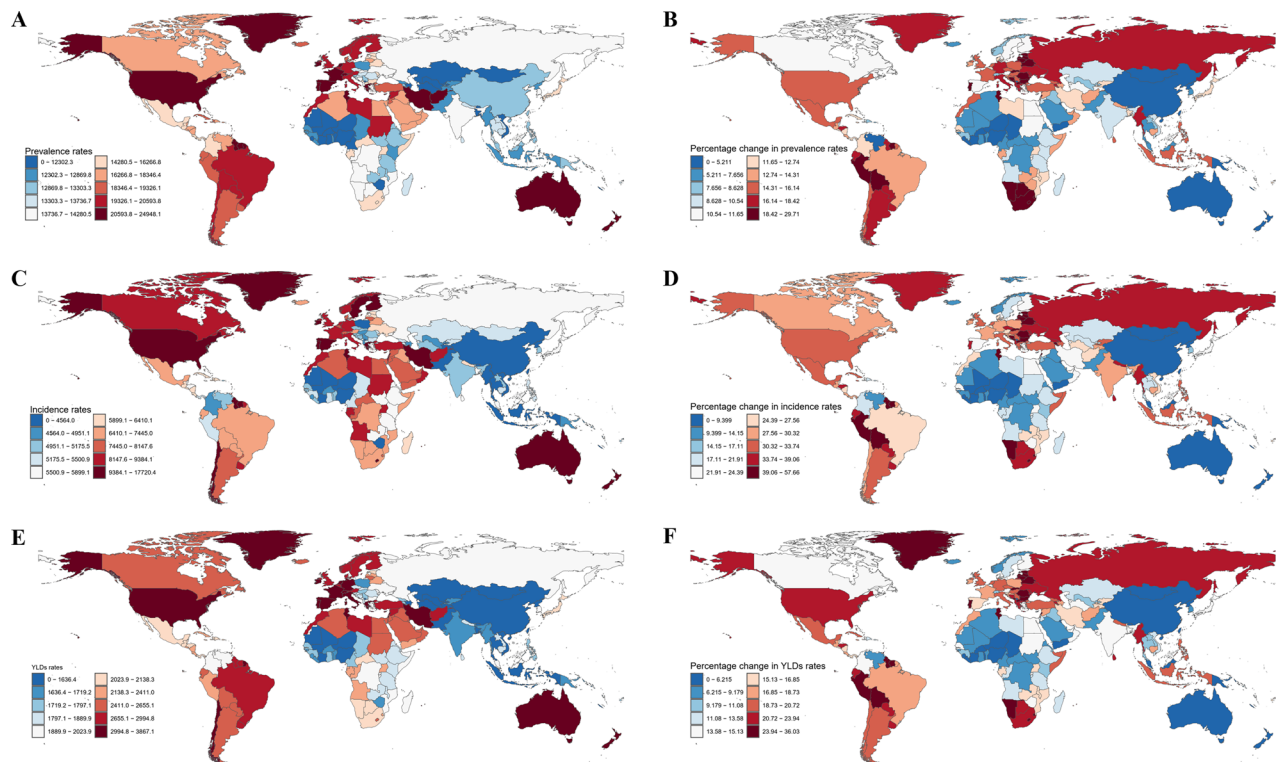 A
Prevalence rates
0 − 12302.3
12302.3 − 12869.8
12869.8 − 13303.3
13303.3 − 13736.7
13736.7 − 14280.5
14280.5 − 16266.8
16266.8 − 18346.4
18346.4 − 19326.1
19326.1 − 20593.8
20593.8 − 24948.1
B
Percentage change in prevalence rates
0 − 5.211
5.211 − 7.656
7.656 − 8.628
8.628 − 10.54
10.54 − 11.65
11.65 − 12.74
12.74 − 14.31
14.31 − 16.14
16.14 − 18.42
18.42 − 29.71
C
Incidence rates
0 − 4564.0
4564.0 − 4951.1
4951.1 − 5175.5
5175.5 − 5500.9
5500.9 − 5899.1
5899.1 − 6410.1
6410.1 − 7445.0
7445.0 − 8147.6
8147.6 − 9384.1
9384.1 − 17720.4
D
Percentage change in incidence rates
0 − 9.399
9.399 − 14.15
14.15 − 17.11
17.11 − 21.91
21.91 − 24.39
24.39 − 27.56
27.56 − 30.32
30.32 − 33.74
33.74 − 39.06
39.06 − 57.66
E
YLDs rates
0 − 1636.4
1636.4 − 1719.2
1719.2 − 1797.1
1797.1 − 1889.9
1889.9 − 2023.9
2023.9 − 2138.3
2138.3 − 2411.0
2411.0 − 2655.1
2655.1 − 2994.8
2994.8 − 3867.1
F
Percentage change in YLDs rates
0 − 6.215
6.215 − 9.179
9.179 − 11.08
11.08 − 13.58
13.58 − 15.13
15.13 − 16.85
16.85 − 18.73
18.73 − 20.72
20.72 − 23.94
23.94 − 36.03